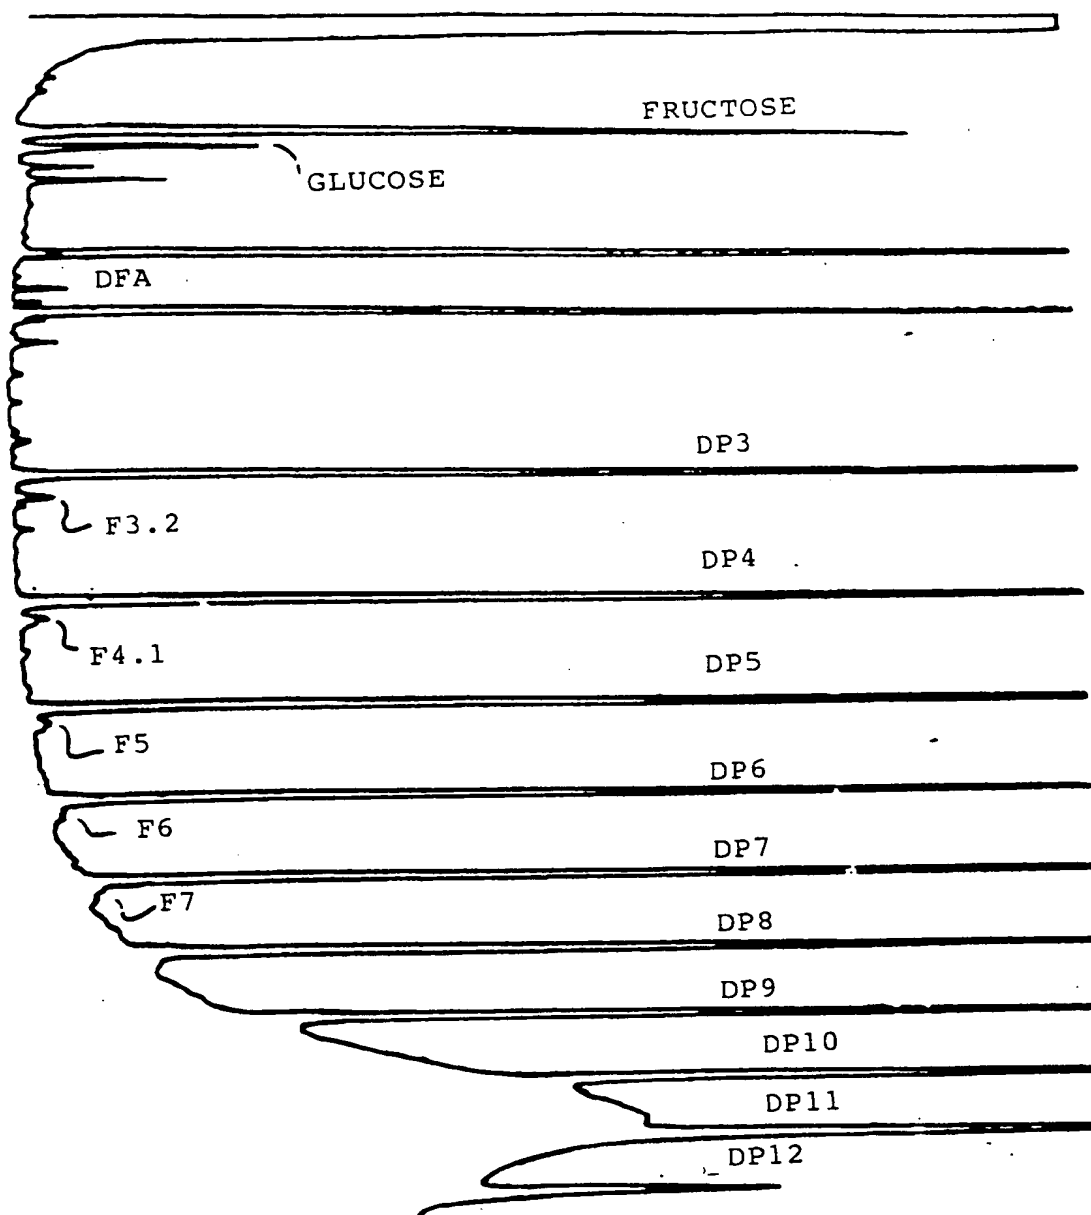 FRUCTOSE
GLUCOSE
DFA
DP3
F3.2
DP4
F4.1
DP5
F5
DP6
F6
DP7
F7
DP8
DP9
DP10
DP11
DP12